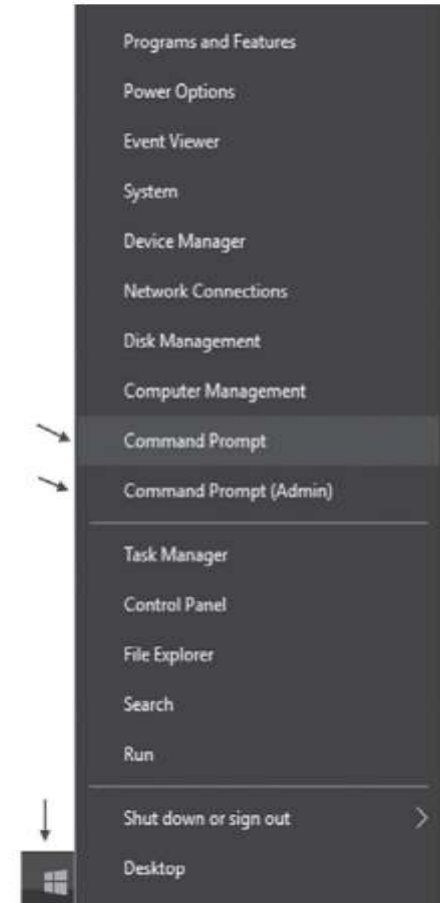 Programs and Features
Power Options
Event Viewer
System
Device Manager
Network Connections
Disk Management
Computer Management
Command Prompt
Command Prompt (Admin)
Task Manager
Control Panel
File Explorer
Search
Run
Shut down or sign out
Desktop